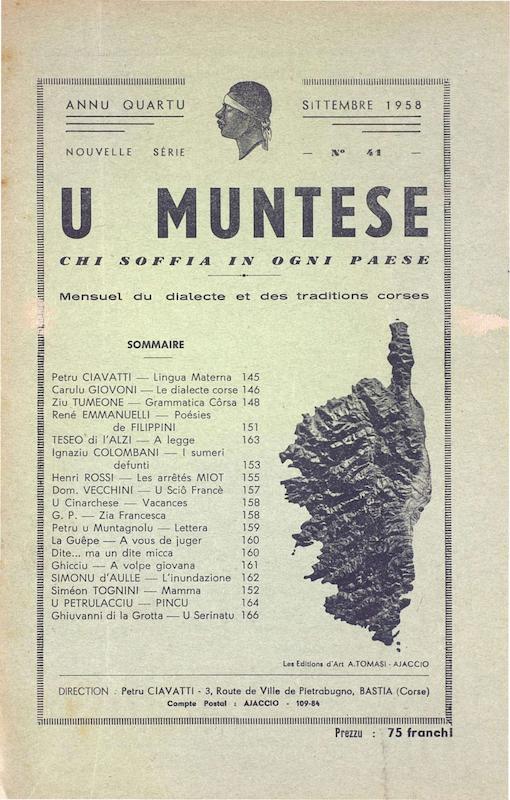 ANNU QUARTU
SITTEMBRE 1958
NOUVELLE SÉRIE
— Nº 41 —
U MUNTESE
CHI SOFFIA IN OGNI PAESE
Mensuel du dialecte et des traditions corses
SOMMAIRE
Petru CIAVATTI — Lingua Materna 145
Carulu GIOVONI — Le dialecte corse 146
Ziu TUMEONE — Grammatica Côrsa 148
René EMMANUELLI — Poésies
de FILIPPINI 151
TESEO di l'ALZI — A legge 163
Ignaziu COLOMBANI — I sumeri
defunti 153
Henri ROSSI — Les arrêtés MIOT 155
Dom. VECCHINI — U Sciô Francè 157
U Cinarchese — Vacances 158
G. P. — Zia Francesca 158
Petru u Muntagnolu — Lettera 159
La Guêpe — A vous de juger 160
Dite... ma un dite micca 160
Ghicciu — A volpe giovana 161
SIMONU d'AULLE — L'inundazione 162
Siméon TOGNINI — Mamma 152
U PETRULACCIU — PINCU 164
Ghiuvanni di la Grotta — U Serinatu 166
Les Editions d'Art A.TOMASI - AJACCIO
DIRECTION : Petru CIAVATTI - 3, Route de Ville de Pietrabugno, BASTIA (Corse)
Compte Postal : AJACCIO - 109-84
Prezzu : 75 franchi